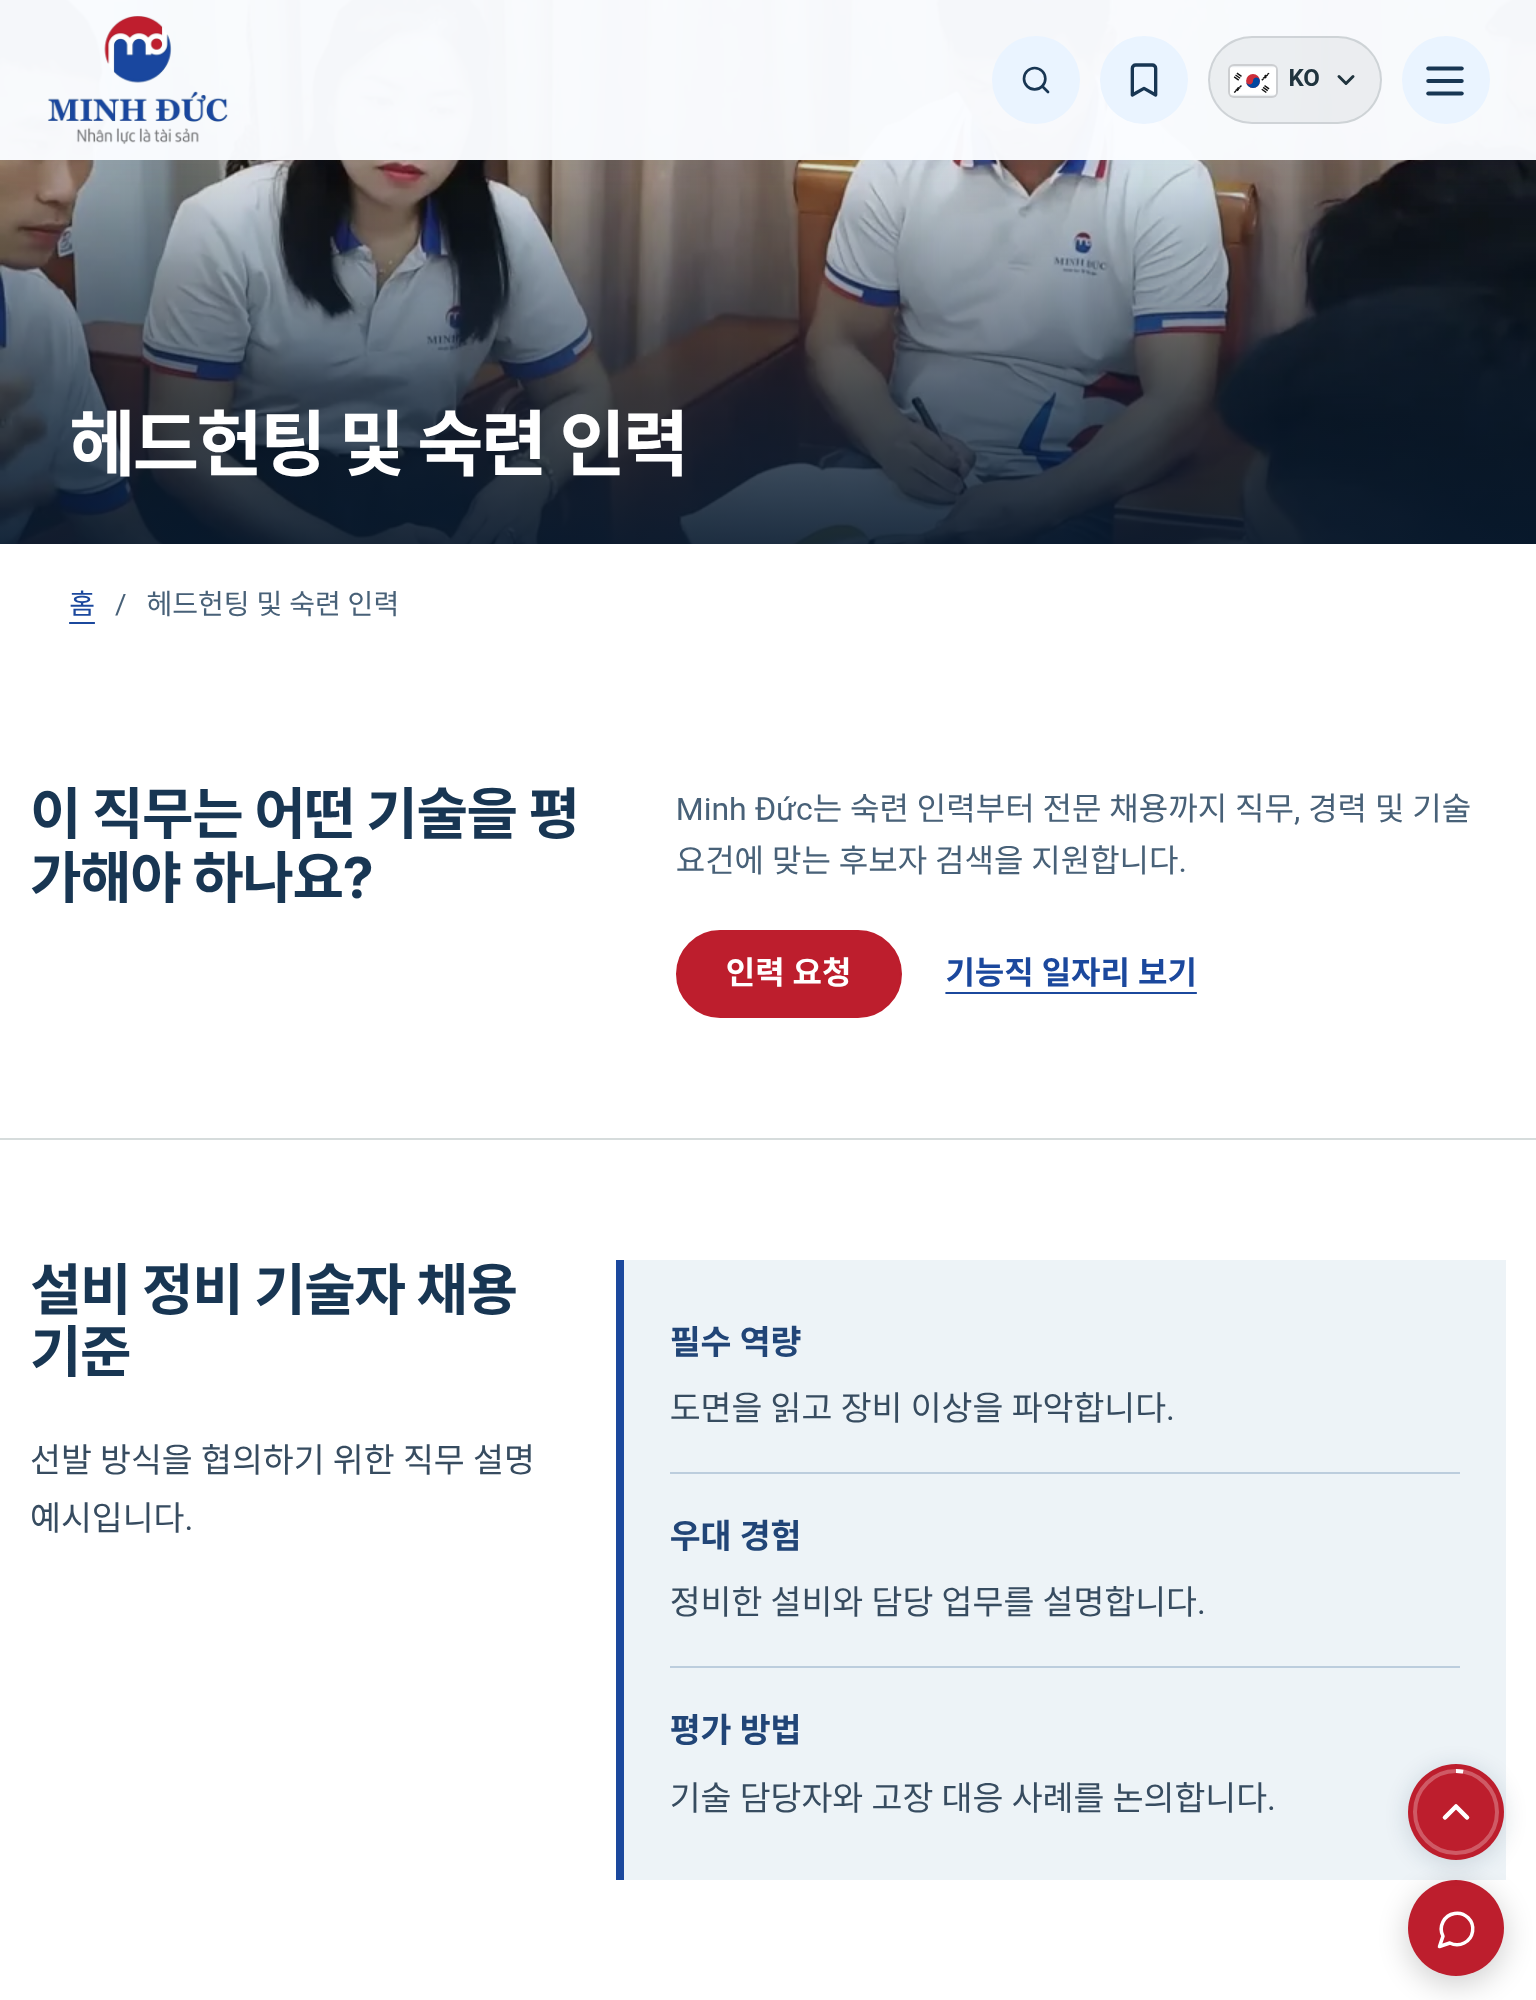 MINH ĐỨC
Nhân lực là tài sản
KO
MINH ĐỨC
헤드헌팅 및 숙련 인력
홈 / 헤드헌팅 및 숙련 인력
이 직무는 어떤 기술을 평
가해야 하나요?
Minh Đức는 숙련 인력부터 전문 채용까지 직무, 경력 및 기술
요건에 맞는 후보자 검색을 지원합니다.
인력 요청
기능직 일자리 보기
설비 정비 기술자 채용
기준
선발 방식을 협의하기 위한 직무 설명
예시입니다.
필수 역량
도면을 읽고 장비 이상을 파악합니다.
우대 경험
정비한 설비와 담당 업무를 설명합니다.
평가 방법
기술 담당자와 고장 대응 사례를 논의합니다.